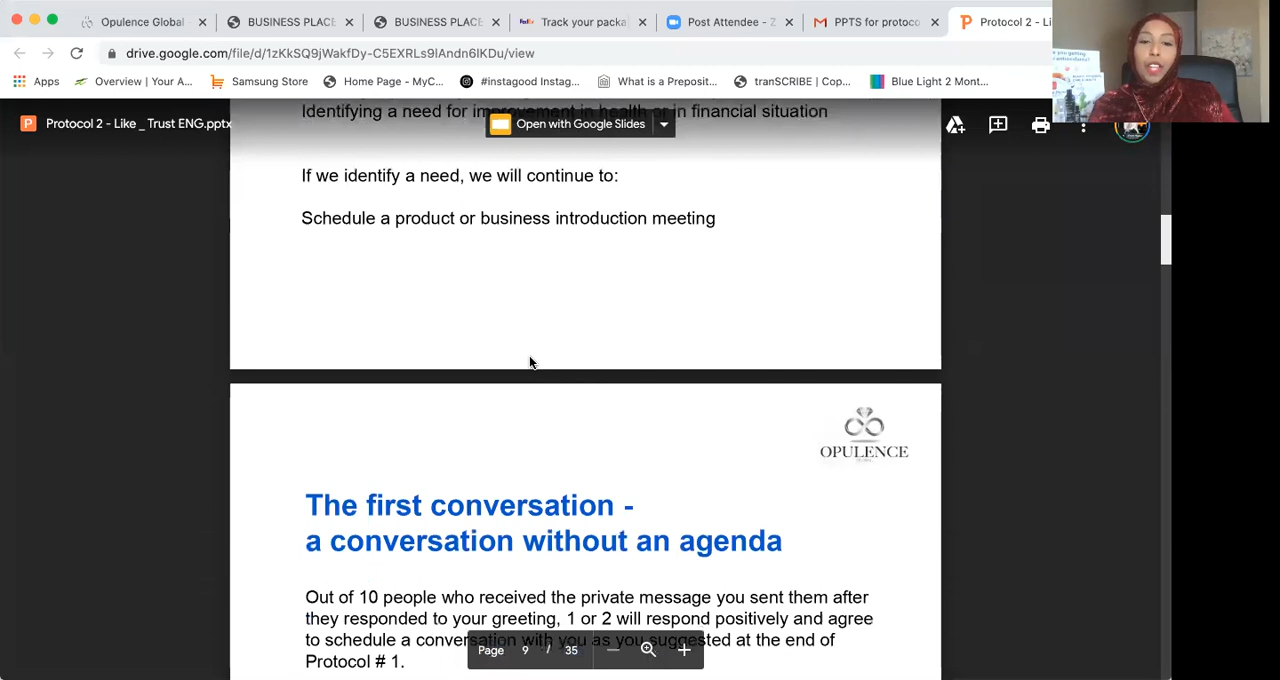 Opulence Global
BUSINESS PLACE
BUSINESS PLACE
FedEx Track your packa
Post Attendee - Z
PPTS for protoco
Protocol 2 - Li
drive.google.com/file/d/1zKkSQ9jWakfDy-C5EXRLs9lAndn6lKDu/view
Apps
Overview | Your A...
Samsung Store
Home Page - MyC...
#instagood Instag...
What is a Preposit...
tranSCRIBE | Cop...
Blue Light 2 Mont...
Identifying a need for improvement in health or in financial situation
Protocol 2 - Like _ Trust ENG.pptx
Open with Google Slides
If we identify a need, we will continue to:
Schedule a product or business introduction meeting
OPULENCE
The first conversation -
a conversation without an agenda
Out of 10 people who received the private message you sent them after
they responded to your greeting, 1 or 2 will respond positively and agree
to schedule a conversation with you as you suggested at the end of
Protocol # 1.
Page 9 / 35